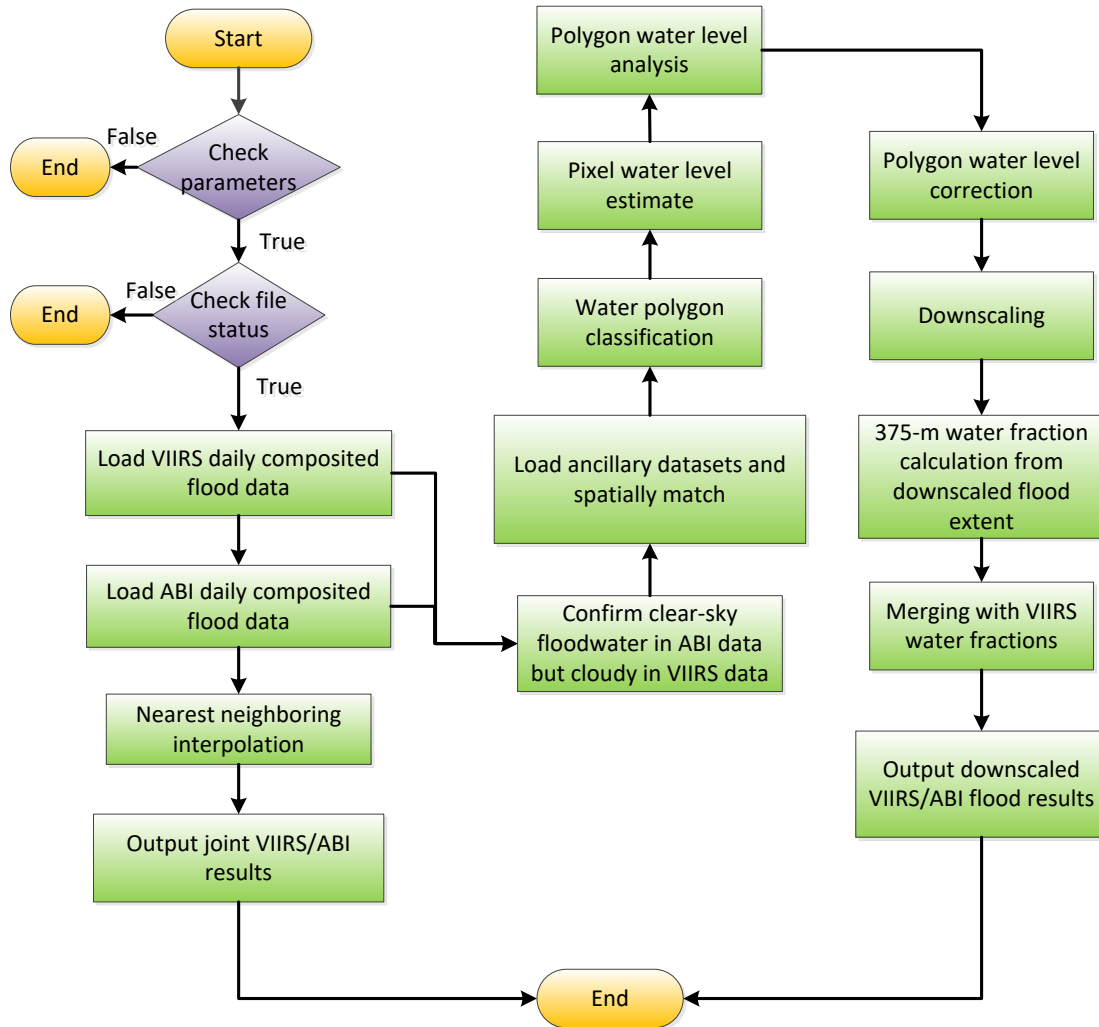 Start
False
Check
parameters
End
True
False
Check file
status
End
True
Load VIIRS daily composited
flood data
Load ABI daily composited
flood data
Nearest neighboring
interpolation
Output joint VIIRS/ABI
results
Confirm clear-sky
floodwater in ABI data
but cloudy in VIIRS data
Load ancillary datasets and
spatially match
Water polygon
classification
Pixel water level
estimate
Polygon water level
analysis
Polygon water level
correction
Downscaling
375-m water fraction
calculation from
downscaled flood
extent
Merging with VIIRS
water fractions
Output downscaled
VIIRS/ABI flood results
End